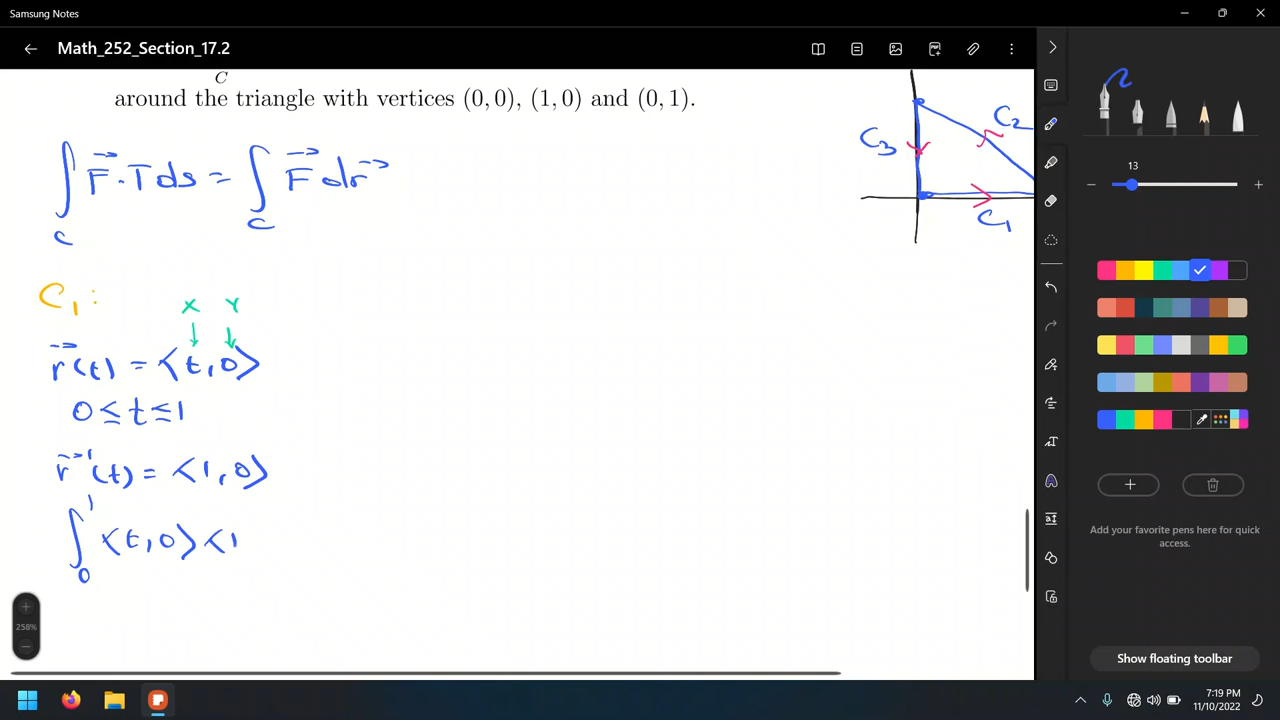 Samsung Notes
Math_252_Section_17.2
C
around the triangle with vertices (0, 0), (1, 0) and (0, 1).
∫_C F⃗ · T ds = ∫_C F⃗ dr⃗
C₃
C₂
C₁
C₁ :
X Y
r⃗(t) = <t, 0>
0 ≤ t ≤ 1
r⃗'(t) = <1, 0>
∫₀¹ <t, 0> <1
13
Add your favorite pens here for quick access.
Show floating toolbar
258%
7:19 PM
11/10/2022